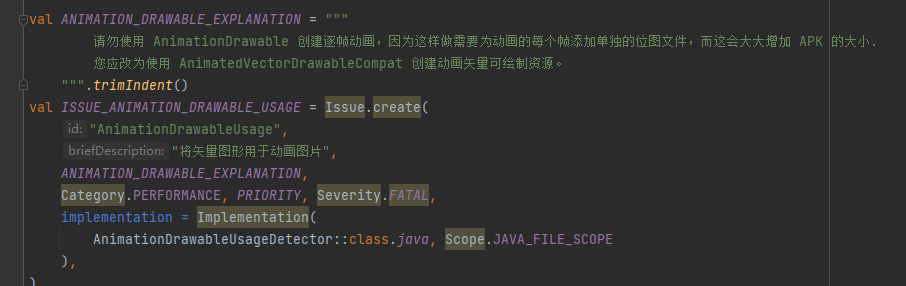 val ANIMATION_DRAWABLE_EXPLANATION = """
请勿使用 AnimationDrawable 创建逐帧动画，因为这样做需要为动画的每个帧添加单独的位图文件，而这会大大增加 APK 的大小.
您应改为使用 AnimatedVectorDrawableCompat 创建动画矢量可绘制资源。
""".trimIndent()
val ISSUE_ANIMATION_DRAWABLE_USAGE = Issue.create(
id: "AnimationDrawableUsage",
briefDescription: "将矢量图形用于动画图片",
ANIMATION_DRAWABLE_EXPLANATION,
Category.PERFORMANCE, PRIORITY, Severity.FATAL,
implementation = Implementation(
AnimationDrawableUsageDetector::class.java, Scope.JAVA_FILE_SCOPE
),
)